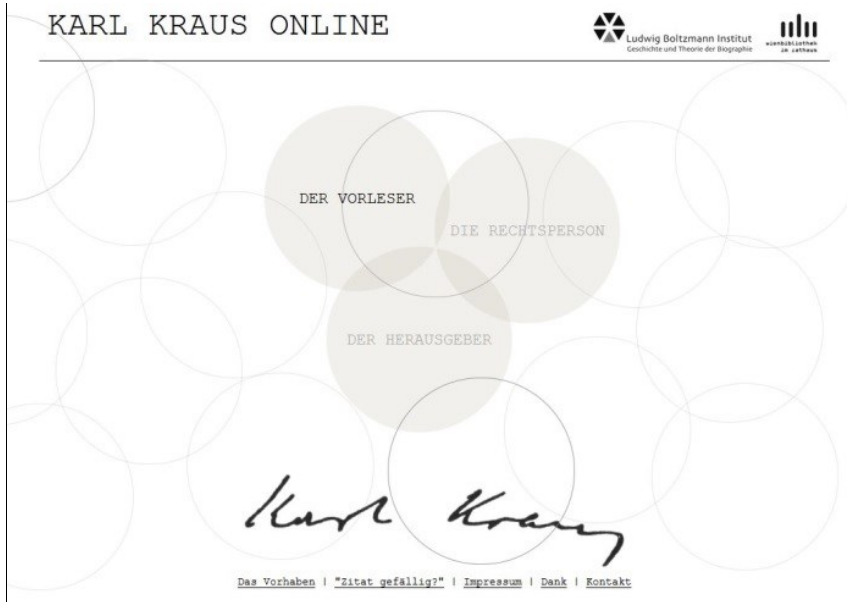 KARL KRAUS ONLINE
Ludwig Boltzmann Institut
Geschichte und Theorie der Biographie
wienbibliothek
im rathaus
DER VORLESER
DIE RECHTSPERSON
DER HERAUSGEBER
Karl Kraus
Das Vorhaben | "Zitat gefällig?" | Impressum | Dank | Kontakt